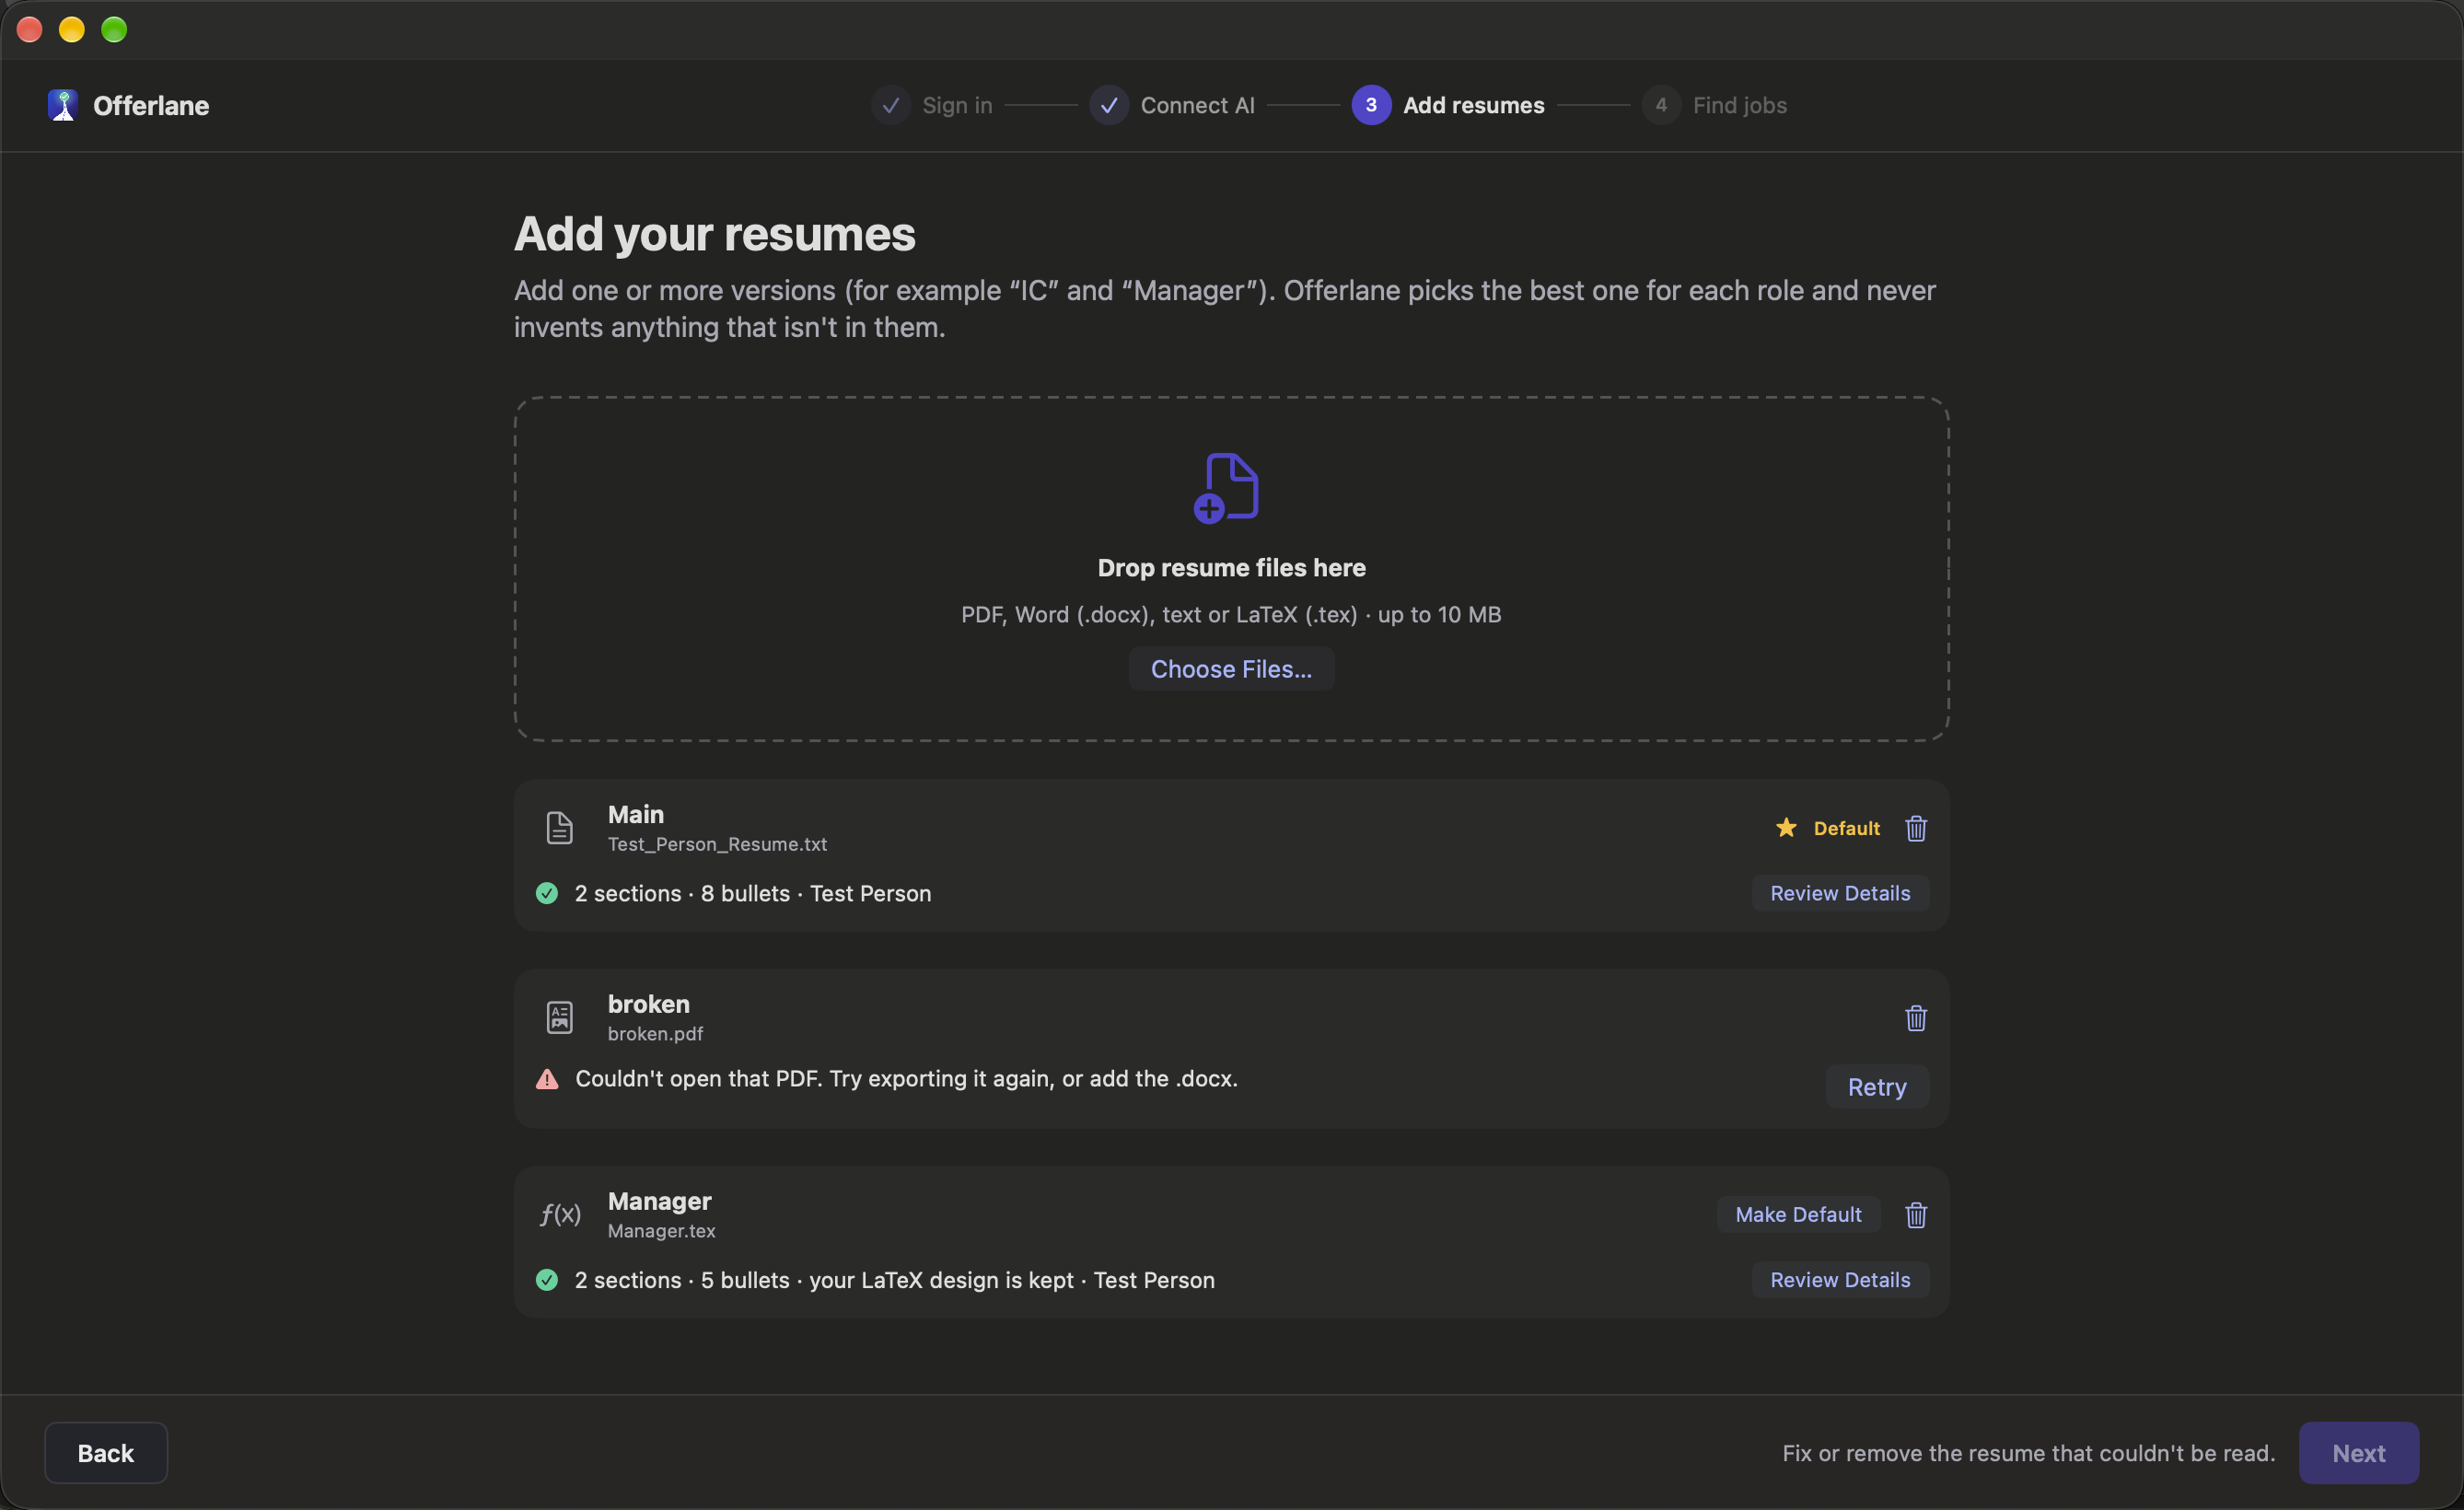 Offerlane
Sign in
Connect AI
3 Add resumes
4 Find jobs
Add your resumes
Add one or more versions (for example “IC” and “Manager”). Offerlane picks the best one for each role and never
invents anything that isn't in them.
Drop resume files here
PDF, Word (.docx), text or LaTeX (.tex) · up to 10 MB
Choose Files...
Main
Test_Person_Resume.txt
Default
2 sections · 8 bullets · Test Person
Review Details
broken
broken.pdf
Couldn't open that PDF. Try exporting it again, or add the .docx.
Retry
f(x)
Manager
Manager.tex
Make Default
2 sections · 5 bullets · your LaTeX design is kept · Test Person
Review Details
Back
Fix or remove the resume that couldn't be read.
Next